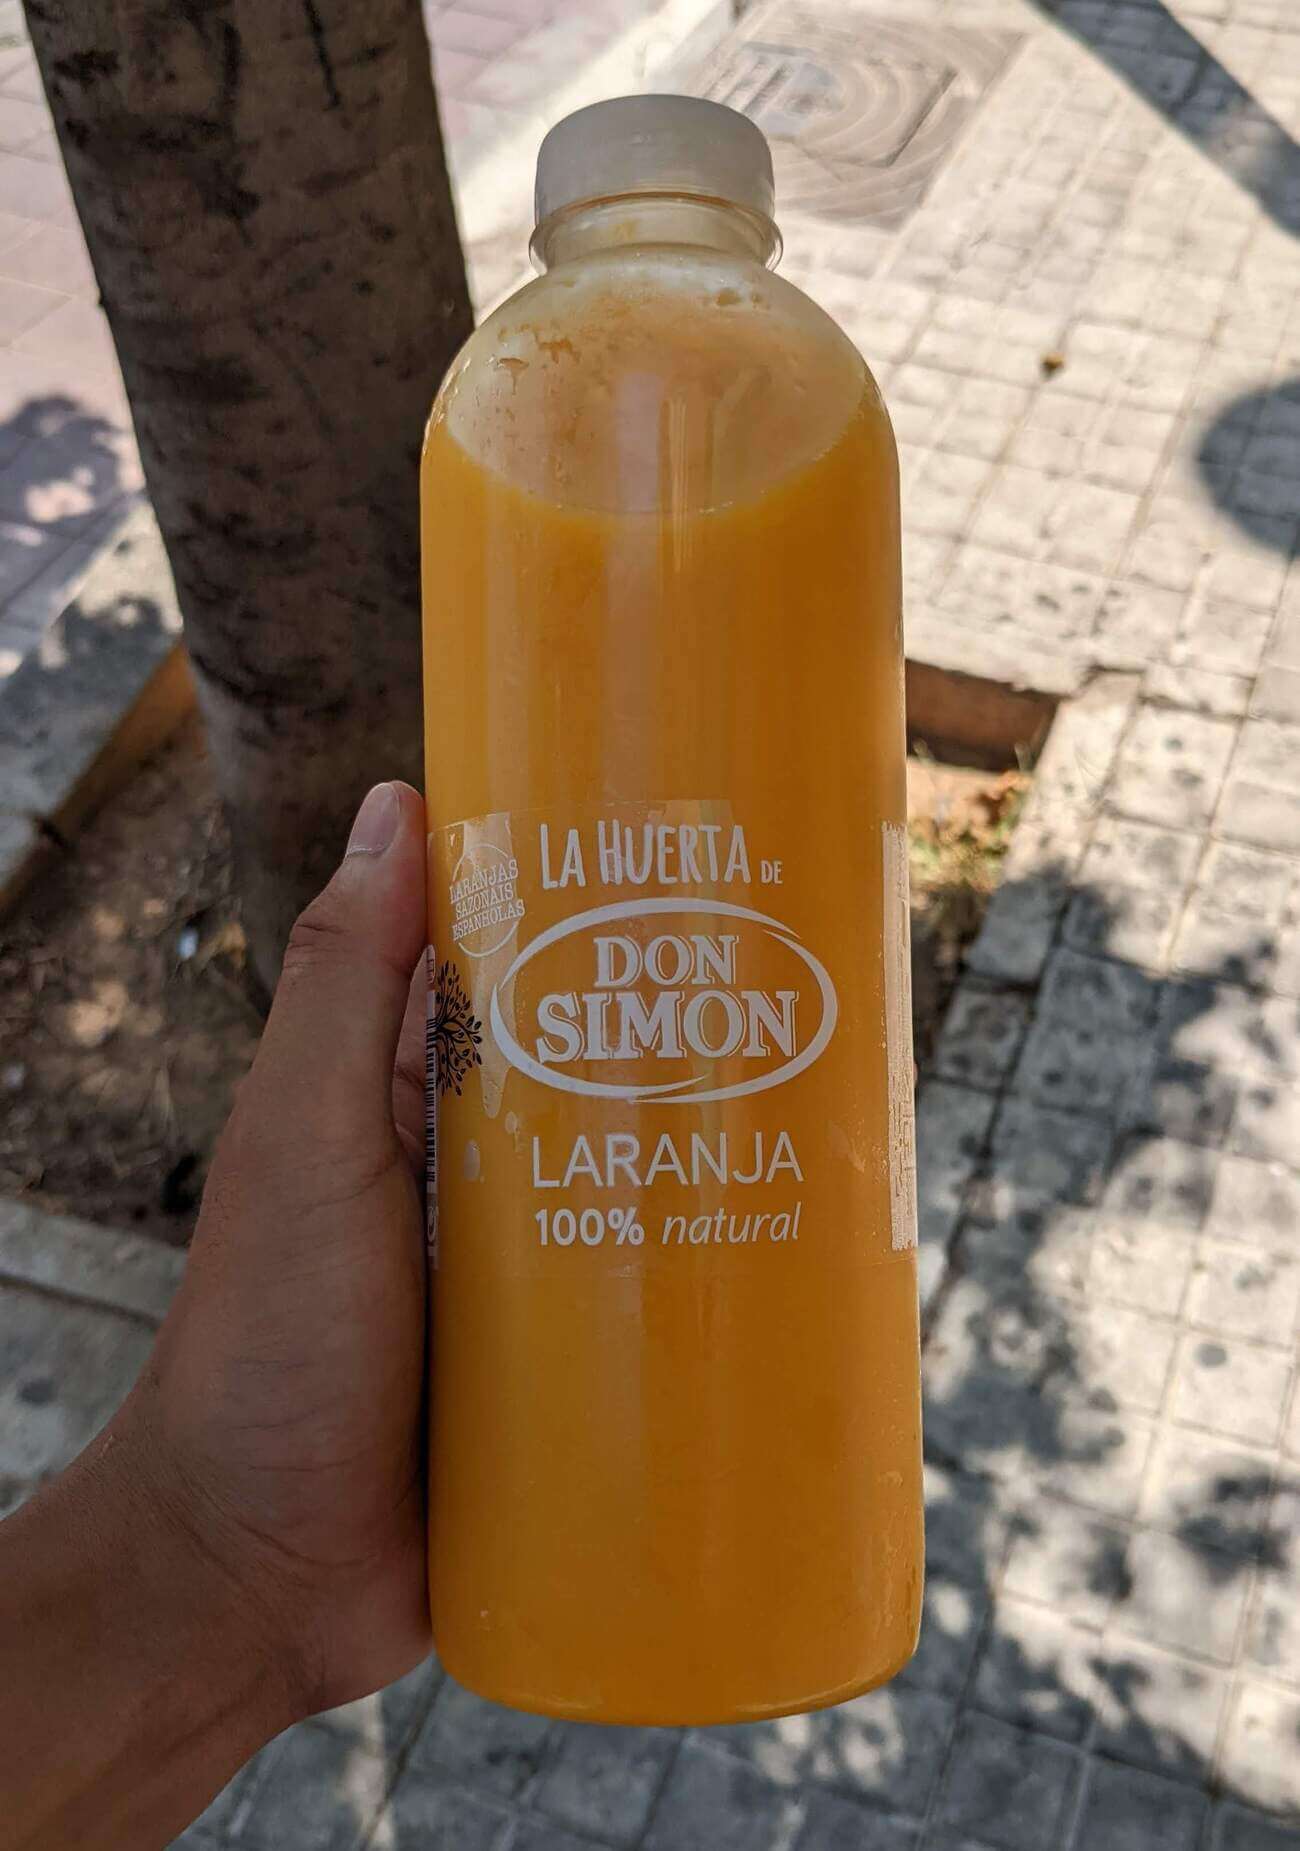 LA HUERTA DE
LARANJAS
SAZONAIS
ESPANHOLAS
DON
SIMON
LARANJA
100% natural